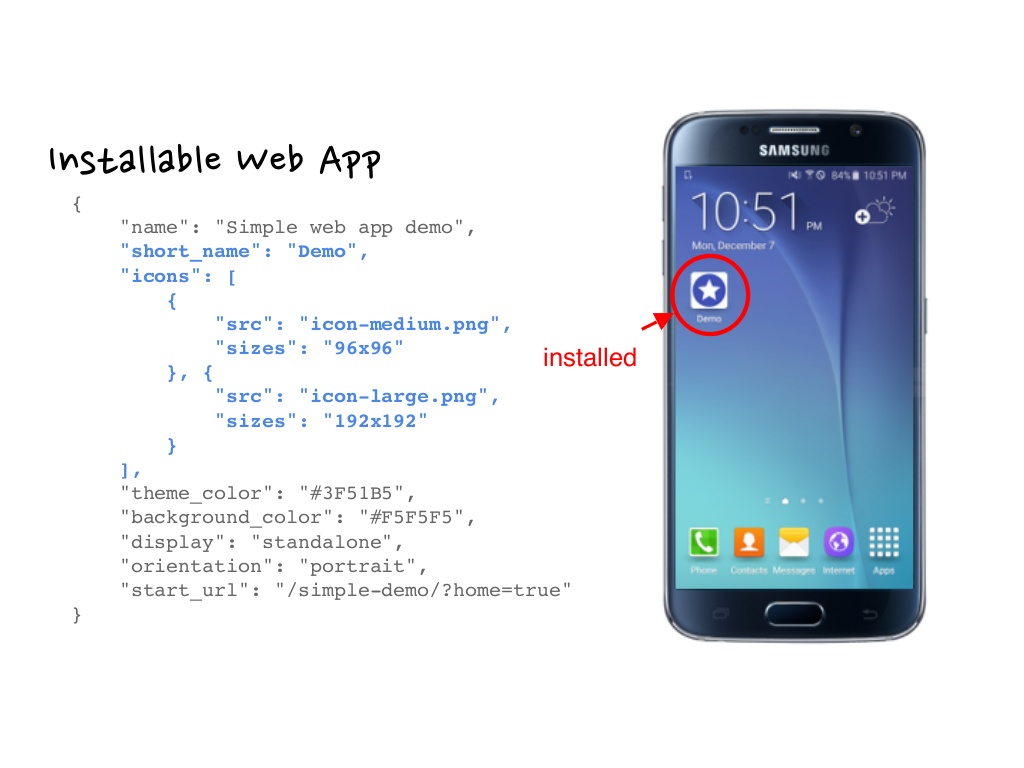 Installable Web App
{
"name": "Simple web app demo",
"short_name": "Demo",
"icons": [
{
"src": "icon-medium.png",
"sizes": "96x96"
}, {
"src": "icon-large.png",
"sizes": "192x192"
}
],
"theme_color": "#3F51B5",
"background_color": "#F5F5F5",
"display": "standalone",
"orientation": "portrait",
"start_url": "/simple-demo/?home=true"
}
installed
SAMSUNG
84% 10:51 PM
10:51 PM
Mon, December 7
Demo
Phone Contacts Messages Internet Apps